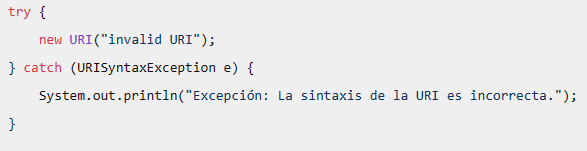 try {
    new URI("invalid URI");
} catch (URISyntaxException e) {
    System.out.println("Excepción: La sintaxis de la URI es incorrecta.");
}